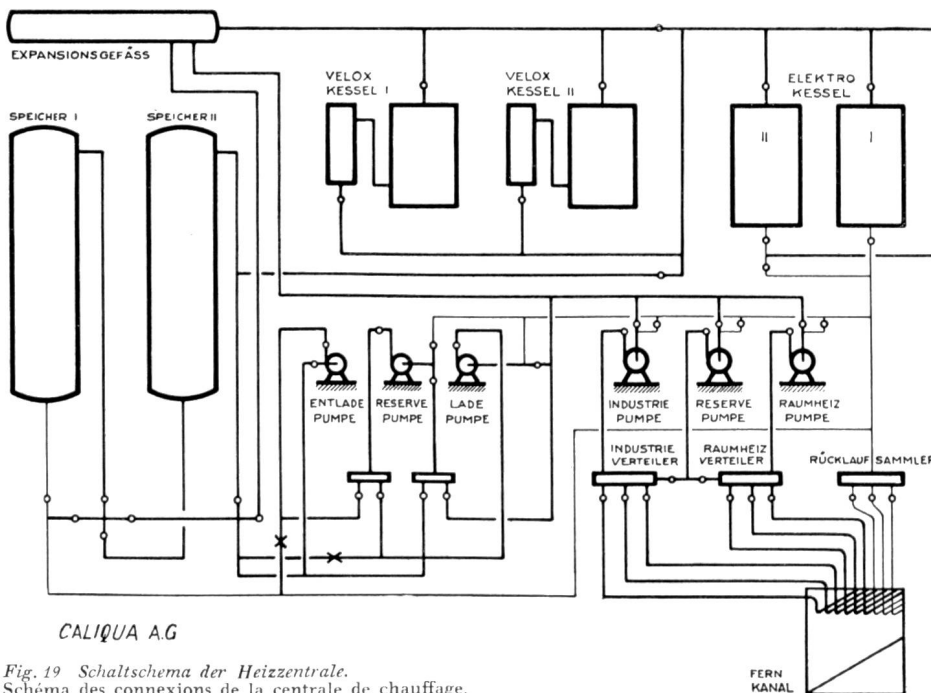 EXPANSIONSGEFÄSS
SPEICHER I
SPEICHER II
VELOX
KESSEL I
VELOX
KESSEL II
ELEKTRO
KESSEL
II
I
ENTLADE
PUMPE
RESERVE
PUMPE
LADE
PUMPE
INDUSTRIE
PUMPE
RESERVE
PUMPE
RAUMHEIZ
PUMPE
INDUSTRIE
VERTEILER
RAUMHEIZ
VERTEILER
RÜCKLAUF SAMMLER
FERN
KANAL
CALIQUA A.G
Fig. 19 Schaltschema der Heizzentrale.
Schéma des connexions de la centrale de chauffage.